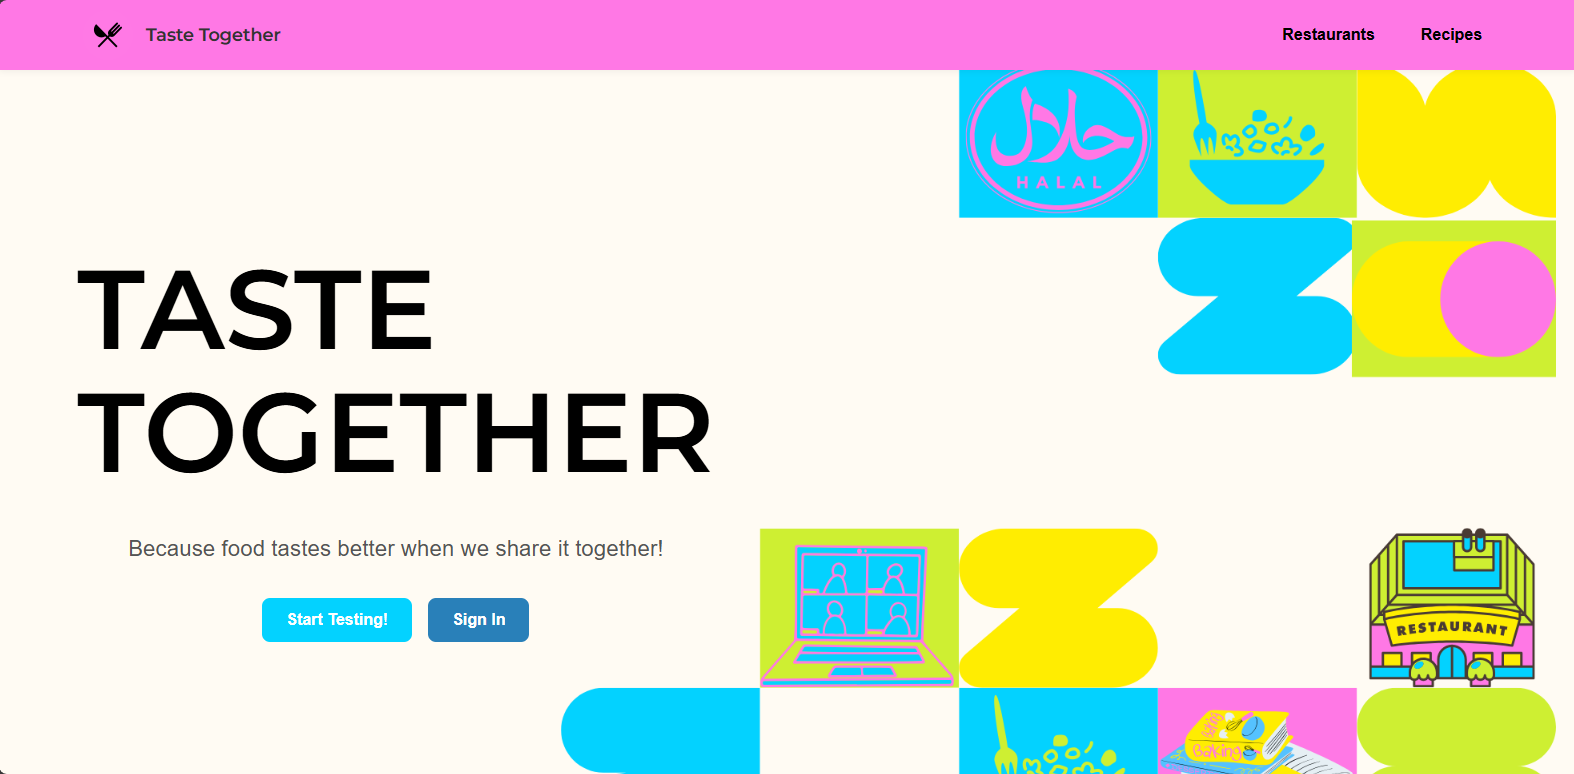 Taste Together
Restaurants
Recipes
حلال
HALAL
TASTE
TOGETHER
Because food tastes better when we share it together!
Start Testing!
Sign In
RESTAURANT
Baking
Baking